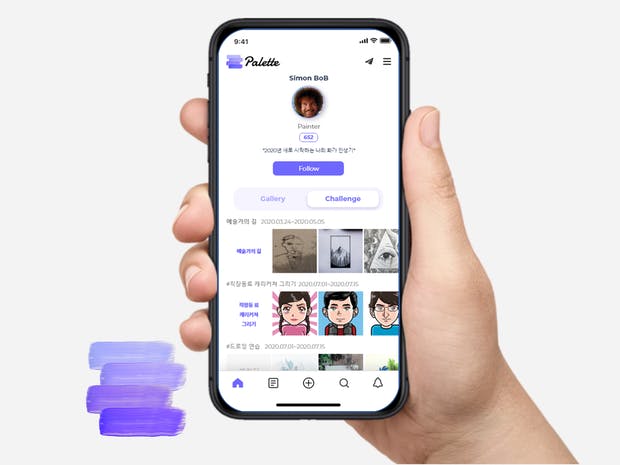 9:41
Palette
Simon BoB
Painter
652
"2020년 새로 시작하는 나의 화가 인생기"
Follow
Gallery Challenge
예술가의 길 2020.03.24~2020.05.05
예술가의 길
#직장동료 캐리커쳐 그리기 2020.07.01~2020.07.15
직장동료
캐리커쳐
그리기
#드로잉 연습 2020.07.01~2020.07.15